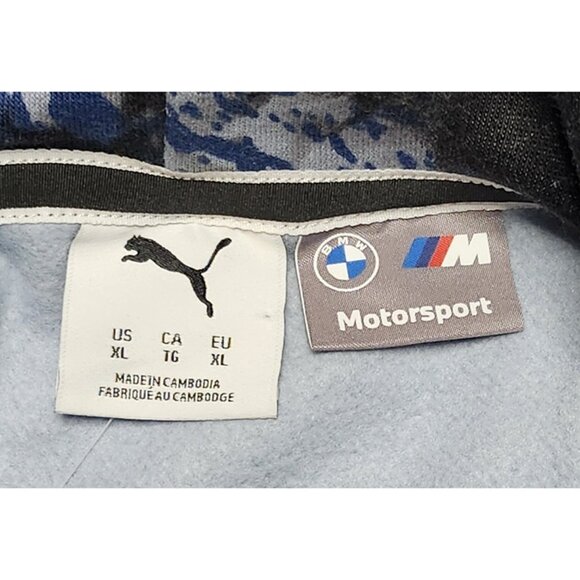 US CA EU
XL TG XL
MADE IN CAMBODIA
FABRIQUÉ AU CAMBODGE
BMW
M
Motorsport